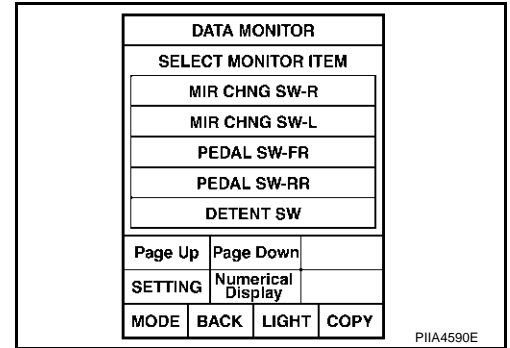 DATA MONITOR
SELECT MONITOR ITEM
MIR CHNG SW-R
MIR CHNG SW-L
PEDAL SW-FR
PEDAL SW-RR
DETENT SW
Page Up Page Down
SETTING Numerical
Display
MODE BACK LIGHT COPY
PIIA4590E